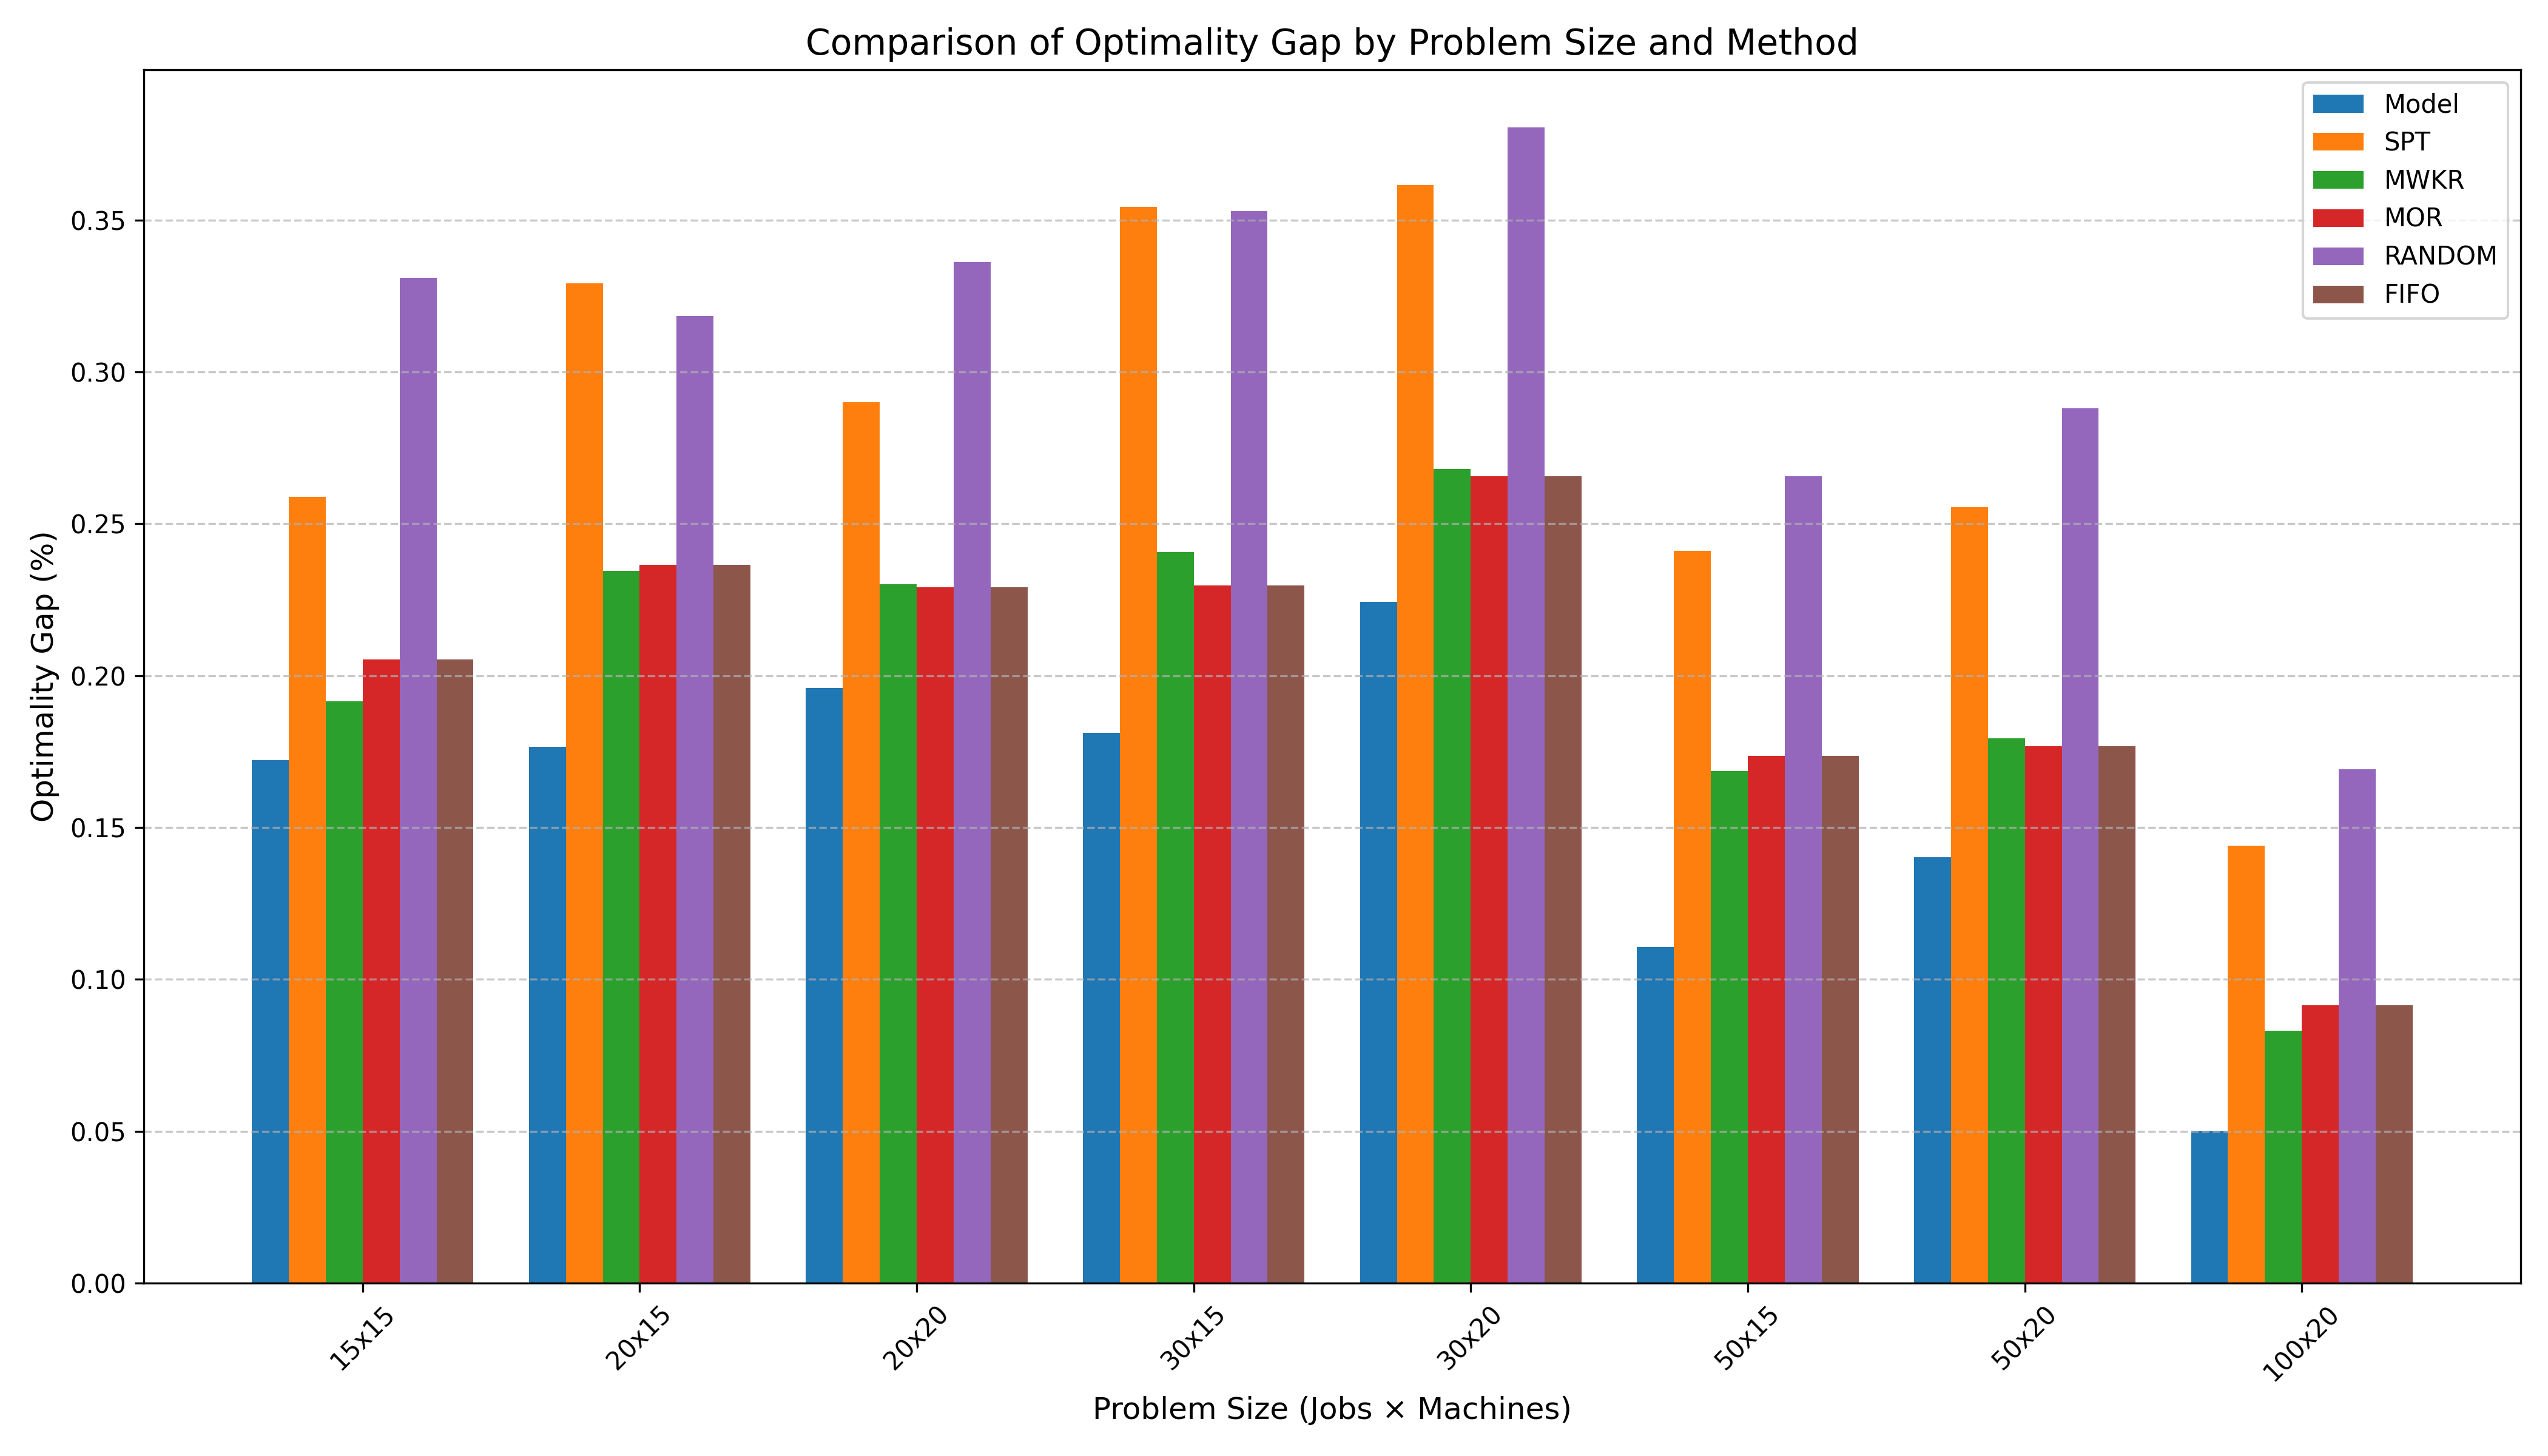 Comparison of Optimality Gap by Problem Size and Method
Model
SPT
MWKR
MOR
RANDOM
FIFO
Optimality Gap (%)
0.35
0.30
0.25
0.20
0.15
0.10
0.05
0.00
15x15
20x15
20x20
30x15
30x20
50x15
50x20
100x20
Problem Size (Jobs × Machines)